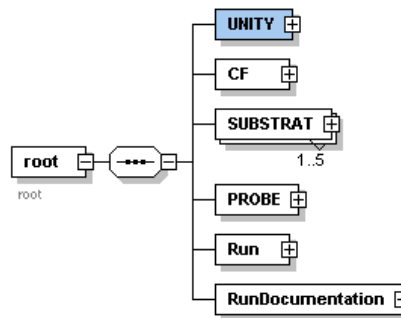 UNITY
CF
SUBSTRAT
1..5
root
root
PROBE
Run
RunDocumentation